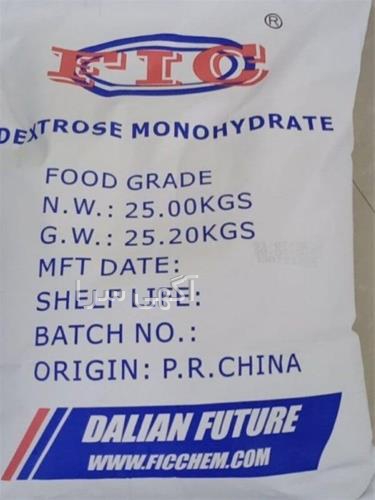 ®
FIC
DEXTROSE MONOHYDRATE
FOOD GRADE
N.W.: 25.00KGS
G.W.: 25.20KGS
MFT DATE:
SHELF LIFE:
BATCH NO.:
ORIGIN: P.R.CHINA
DALIAN FUTURE
WWW.FICCHEM.COM